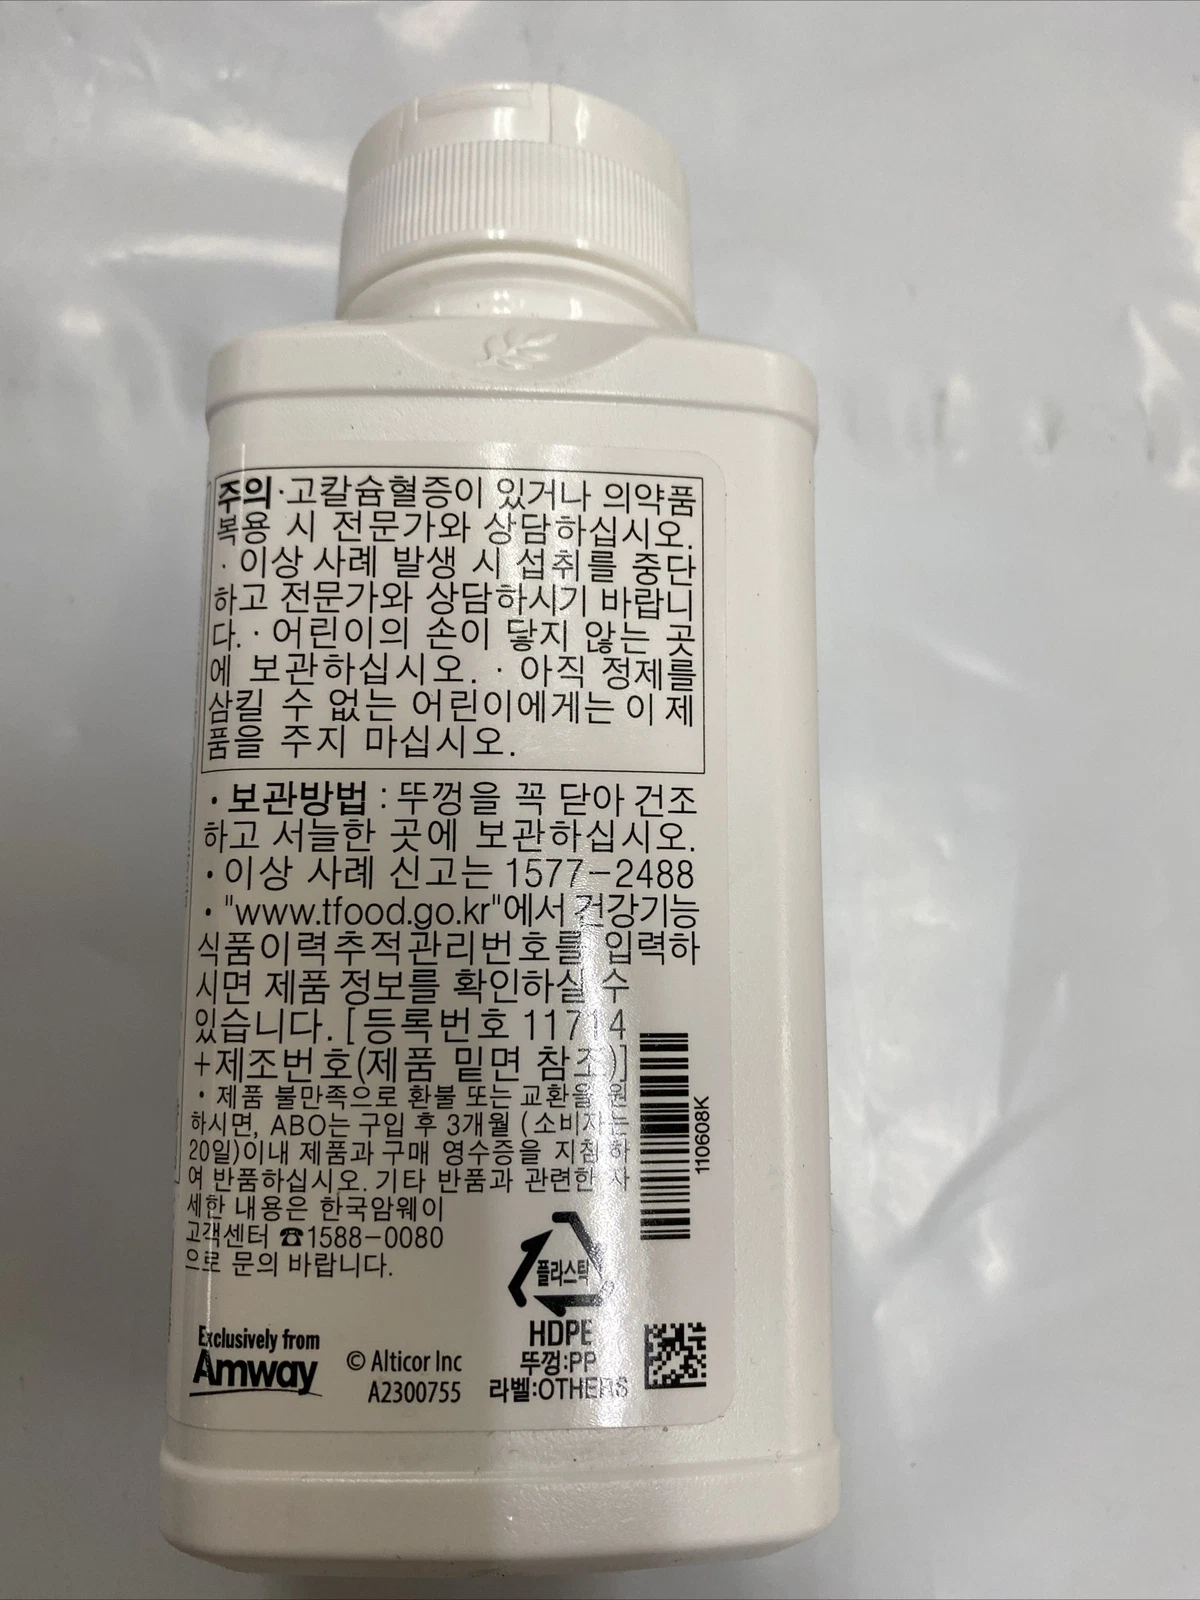 주의 · 고칼슘혈증이 있거나 의약품
복용 시 전문가와 상담하십시오.
· 이상 사례 발생 시 섭취를 중단
하고 전문가와 상담하시기 바랍니
다. · 어린이의 손이 닿지 않는 곳
에 보관하십시오. · 아직 정제를
삼킬 수 없는 어린이에게는 이 제
품을 주지 마십시오.
· 보관방법 : 뚜껑을 꼭 닫아 건조
하고 서늘한 곳에 보관하십시오.
· 이상 사례 신고는 1577-2488
· "www.tfood.go.kr"에서 건강기능
식품이력추적관리번호를 입력하
시면 제품 정보를 확인하실 수
있습니다. [등록번호 11714
+제조번호(제품 밑면 참조)]
· 제품 불만족으로 환불 또는 교환을 원
하시면, ABO는 구입 후 3개월 (소비자는
20일)이내 제품과 구매 영수증을 지참하
여 반품하십시오. 기타 반품과 관련한 자
세한 내용은 한국암웨이
고객센터 ☎1588-0080
으로 문의 바랍니다.
110608K
플라스틱
HDPE
뚜껑:PP
라벨:OTHERS
Exclusively from
Amway
© Alticor Inc
A2300755